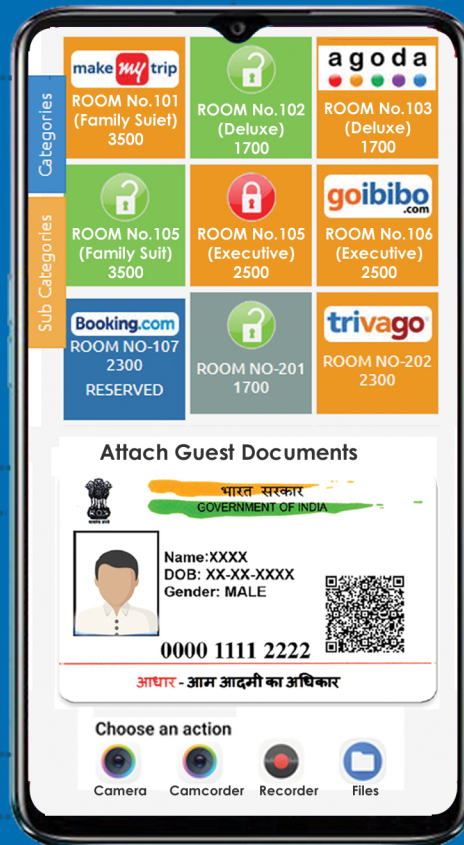 Categories
Sub Categories
make my trip
ROOM No.101
(Family Suiet)
3500
ROOM No.102
(Deluxe)
1700
agoda
ROOM No.103
(Deluxe)
1700
ROOM No.105
(Family Suit)
3500
ROOM No.105
(Executive)
2500
goibibo
.com
ROOM No.106
(Executive)
2500
Booking.com
ROOM NO-107
2300
RESERVED
ROOM NO-201
1700
trivago
ROOM NO-202
2300
Attach Guest Documents
भारत सरकार
GOVERNMENT OF INDIA
Name:XXXX
DOB: XX-XX-XXXX
Gender: MALE
0000 1111 2222
आधार - आम आदमी का अधिकार
Choose an action
Camera Camcorder Recorder Files